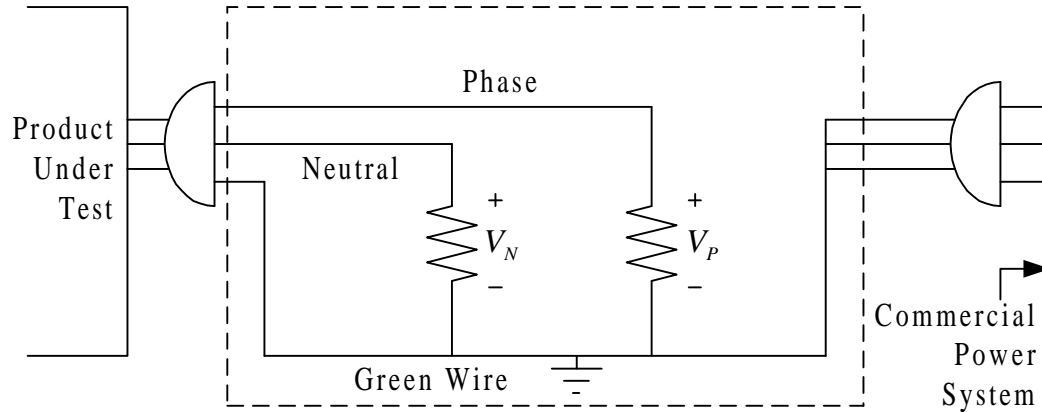 Phase
Product
Under
Test
Neutral
+
V_N
−
+
V_P
−
Green Wire
Commercial
Power
System